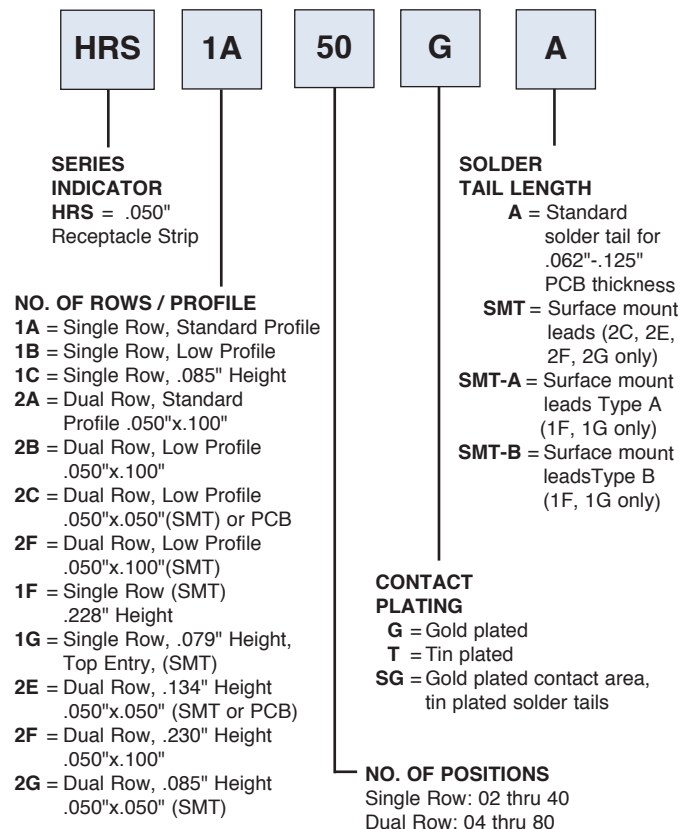 HRS 1A 50 G A
SERIES
INDICATOR
HRS = .050"
Receptacle Strip
NO. OF ROWS / PROFILE
1A = Single Row, Standard Profile
1B = Single Row, Low Profile
1C = Single Row, .085" Height
2A = Dual Row, Standard
Profile .050"x.100"
2B = Dual Row, Low Profile
.050"x.100"
2C = Dual Row, Low Profile
.050"x.050"(SMT) or PCB
2F = Dual Row, Low Profile
.050"x.100"(SMT)
1F = Single Row (SMT)
.228" Height
1G = Single Row, .079" Height,
Top Entry, (SMT)
2E = Dual Row, .134" Height
.050"x.050" (SMT or PCB)
2F = Dual Row, .230" Height
.050"x.100"
2G = Dual Row, .085" Height
.050"x.050" (SMT)
NO. OF POSITIONS
Single Row: 02 thru 40
Dual Row: 04 thru 80
CONTACT
PLATING
G = Gold plated
T = Tin plated
SG = Gold plated contact area,
tin plated solder tails
SOLDER
TAIL LENGTH
A = Standard
solder tail for
.062"-.125"
PCB thickness
SMT = Surface mount
leads (2C, 2E,
2F, 2G only)
SMT-A = Surface mount
leads Type A
(1F, 1G only)
SMT-B = Surface mount
leadsType B
(1F, 1G only)